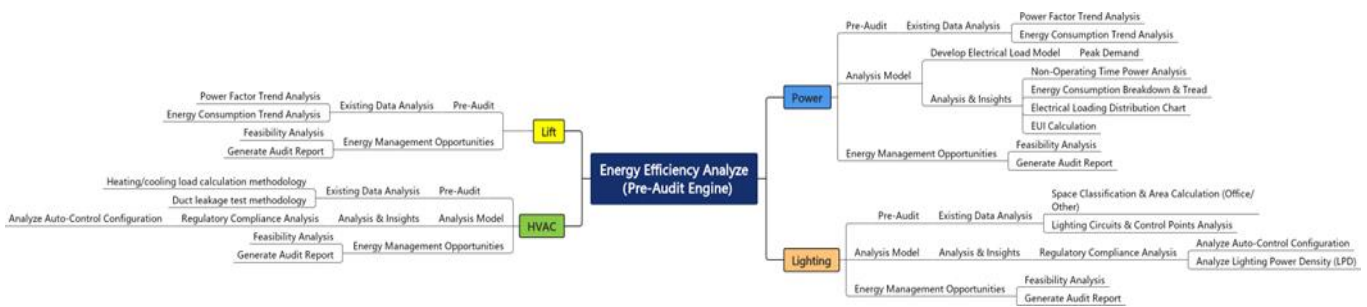 Energy Efficiency Analyze
(Pre-Audit Engine)
Power
Pre-Audit
Existing Data Analysis
Power Factor Trend Analysis
Energy Consumption Trend Analysis
Analysis Model
Develop Electrical Load Model
Peak Demand
Analysis & Insights
Non-Operating Time Power Analysis
Energy Consumption Breakdown & Tread
Electrical Loading Distribution Chart
EUI Calculation
Energy Management Opportunities
Feasibility Analysis
Generate Audit Report
Lighting
Pre-Audit
Existing Data Analysis
Space Classification & Area Calculation (Office/
Other)
Lighting Circuits & Control Points Analysis
Analysis Model
Analysis & Insights
Regulatory Compliance Analysis
Analyze Auto-Control Configuration
Analyze Lighting Power Density (LPD)
Energy Management Opportunities
Feasibility Analysis
Generate Audit Report
Lift
Pre-Audit
Existing Data Analysis
Power Factor Trend Analysis
Energy Consumption Trend Analysis
Energy Management Opportunities
Feasibility Analysis
Generate Audit Report
HVAC
Pre-Audit
Existing Data Analysis
Heating/cooling load calculation methodology
Duct leakage test methodology
Analysis Model
Analysis & Insights
Regulatory Compliance Analysis
Analyze Auto-Control Configuration
Energy Management Opportunities
Feasibility Analysis
Generate Audit Report